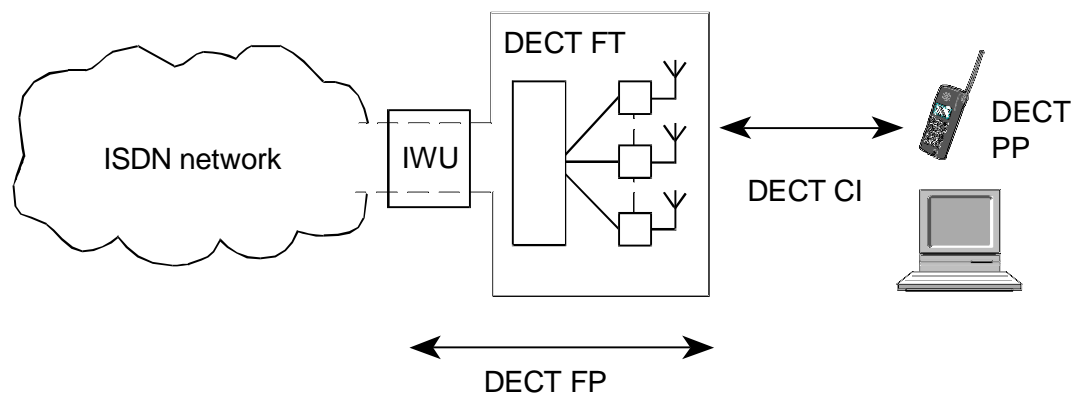 DECT FT
ISDN network
IWU
DECT
PP
DECT CI
DECT FP